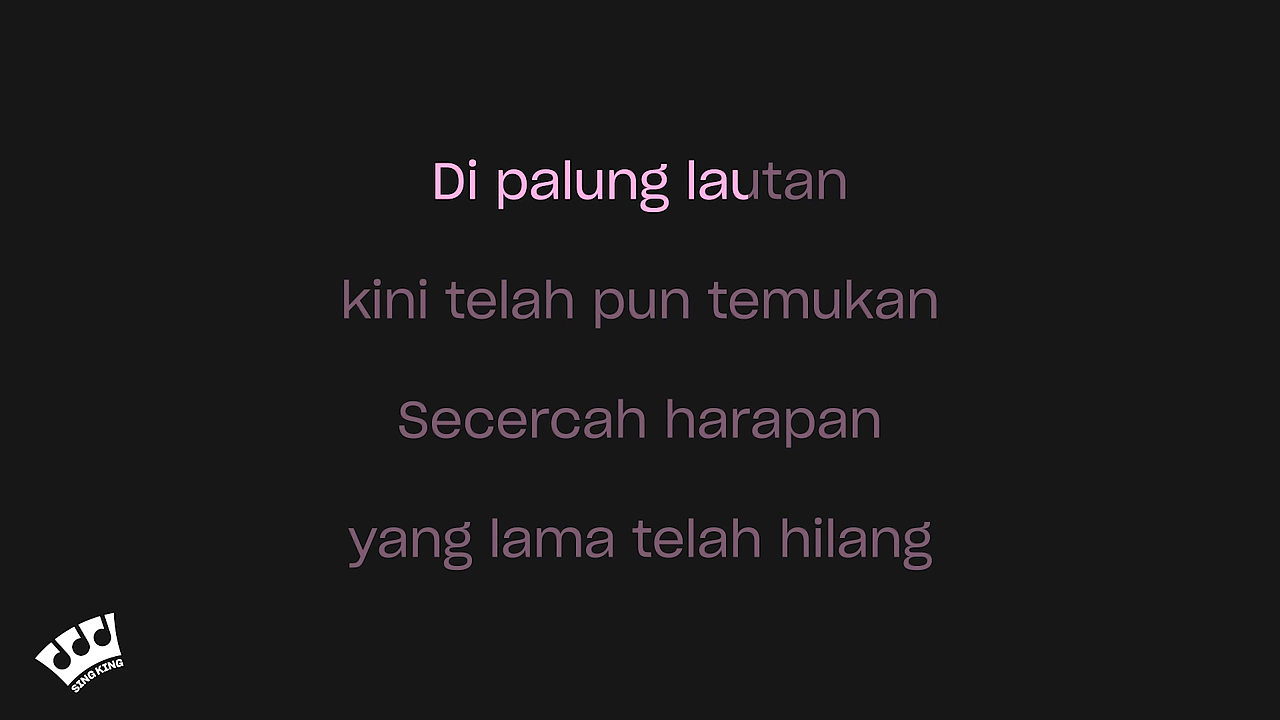 Di palung lautan
kini telah pun temukan
Secercah harapan
yang lama telah hilang
SING KING